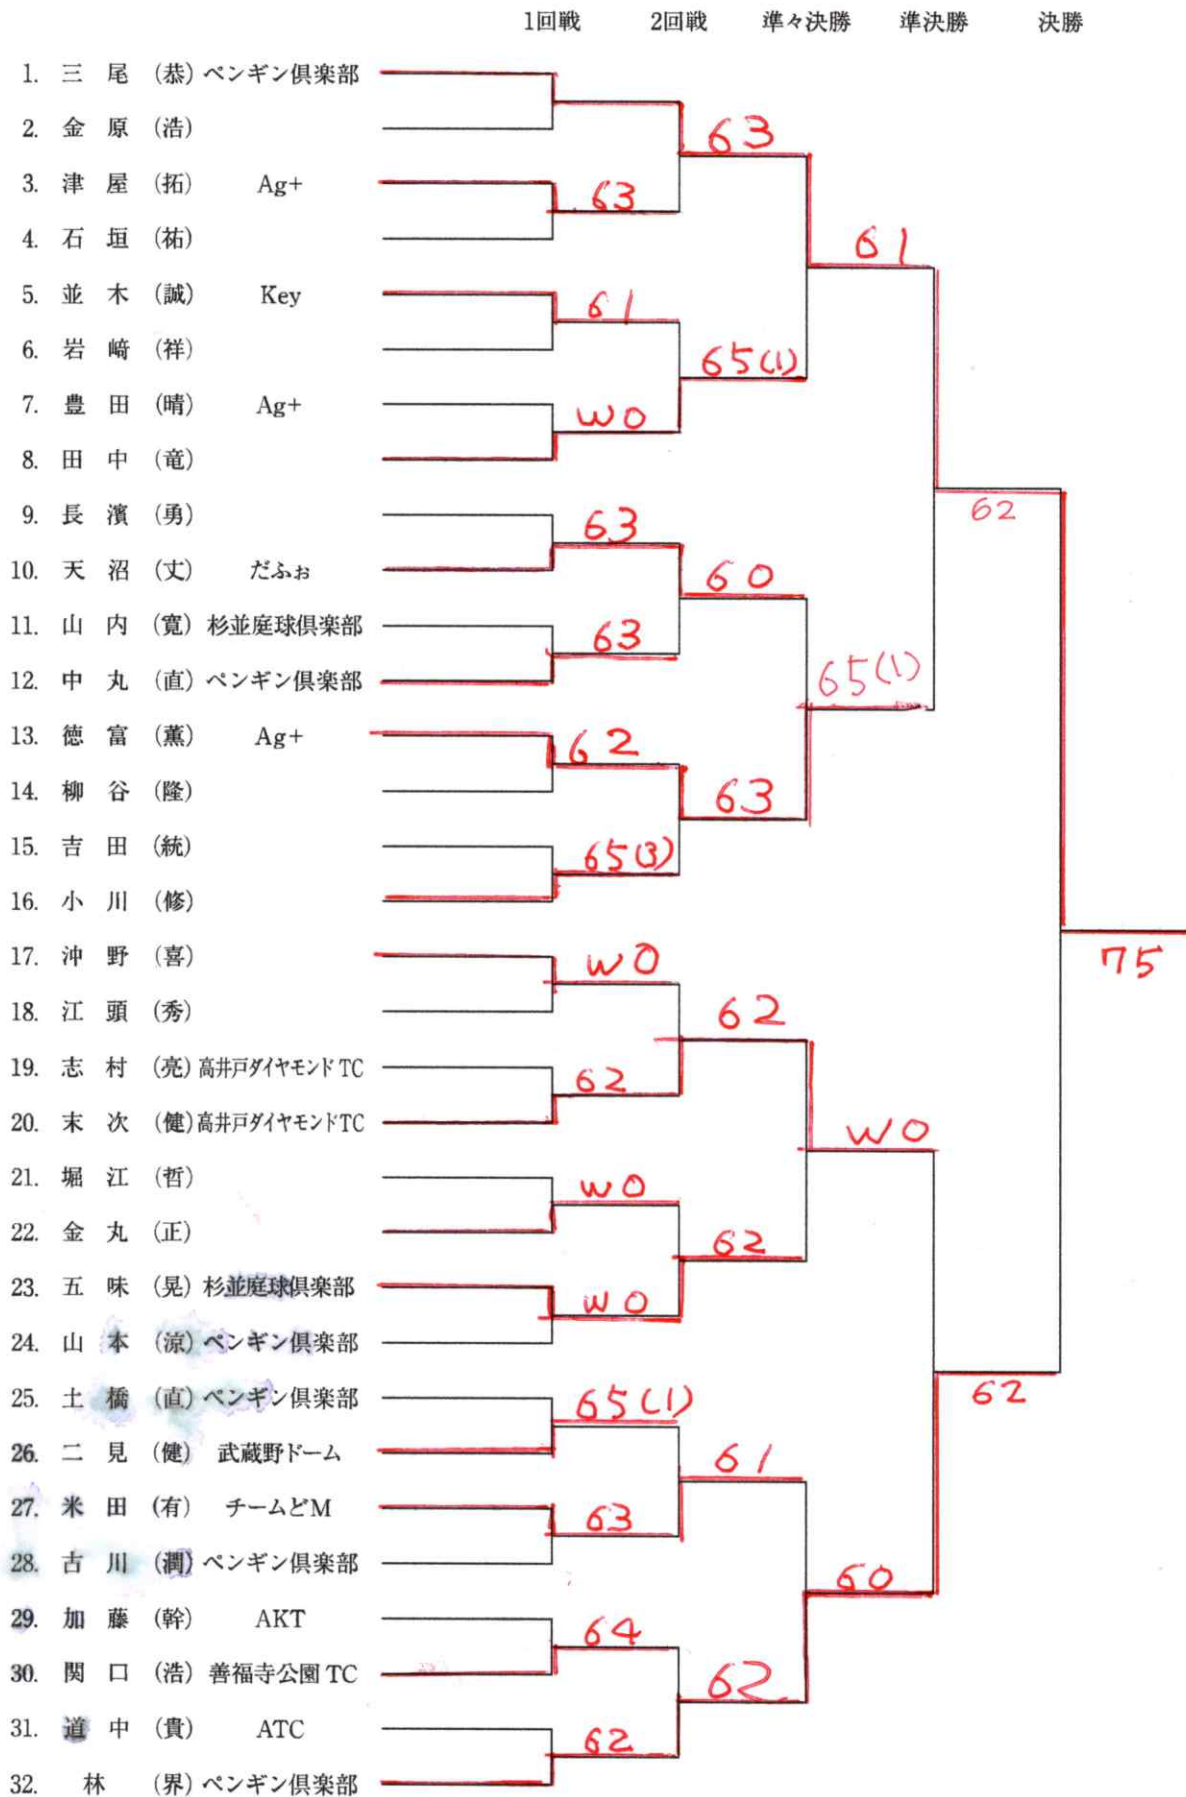 1回戦 2回戦 準々決勝 準決勝 決勝
1. 三尾 (恭) ペンギン倶楽部
2. 金原 (浩)
63
3. 津屋 (拓) Ag+
63
4. 石垣 (祐)
61
5. 並木 (誠) Key
61
6. 岩﨑 (祥)
65(1)
7. 豊田 (晴) Ag+
WO
8. 田中 (竜)
9. 長濱 (勇)
63
62
10. 天沼 (丈) だふぉ
60
11. 山内 (寛) 杉並庭球倶楽部
63
12. 中丸 (直) ペンギン倶楽部
65(1)
13. 徳富 (薫) Ag+
62
14. 柳谷 (隆)
63
15. 吉田 (統)
65(3)
16. 小川 (修)
17. 沖野 (喜)
WO
75
18. 江頭 (秀)
62
19. 志村 (亮) 高井戸ダイヤモンドTC
62
20. 末次 (健) 高井戸ダイヤモンドTC
WO
21. 堀江 (哲)
WO
22. 金丸 (正)
62
23. 五味 (晃) 杉並庭球倶楽部
WO
24. 山本 (涼) ペンギン倶楽部
25. 土橋 (直) ペンギン倶楽部
65(1)
62
26. 二見 (健) 武蔵野ドーム
61
27. 米田 (有) チームどM
63
28. 古川 (潤) ペンギン倶楽部
60
29. 加藤 (幹) AKT
64
30. 関口 (浩) 善福寺公園TC
62
31. 道中 (貴) ATC
62
32. 林 (界) ペンギン倶楽部